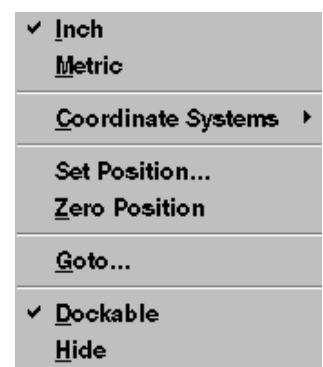 Inch
Metric
Coordinate Systems
Set Position...
Zero Position
Goto...
Dockable
Hide